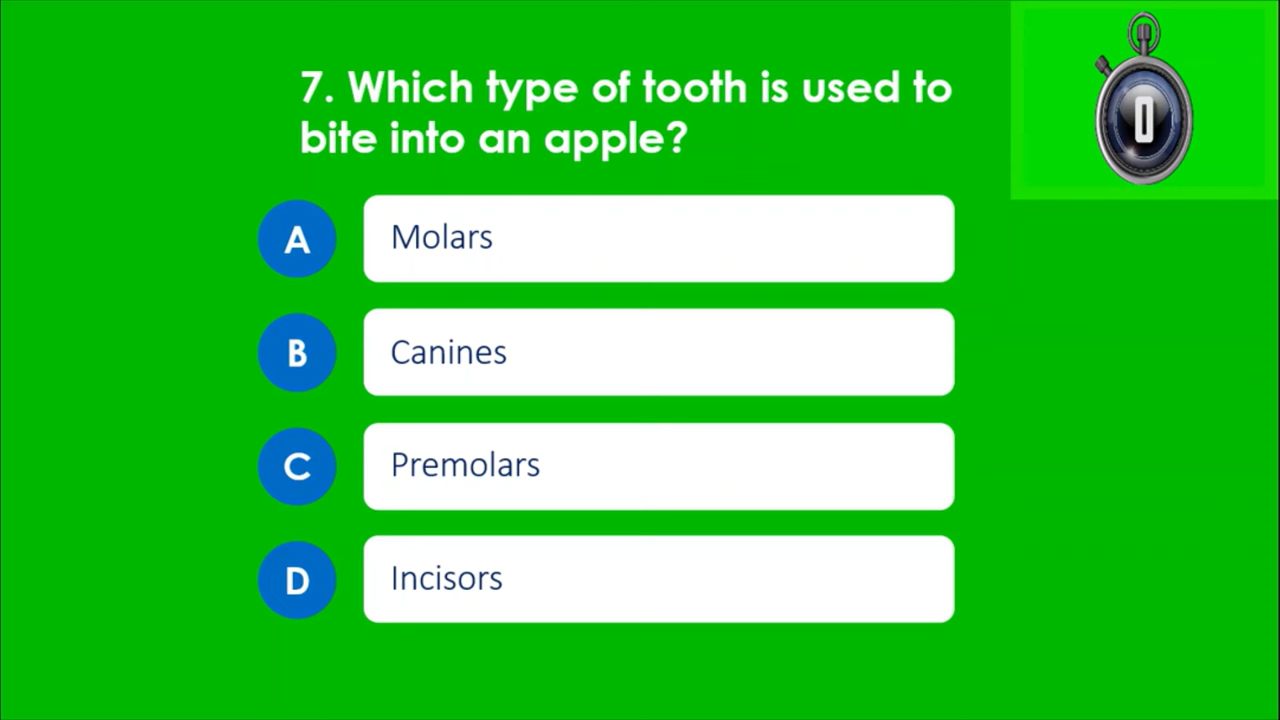 7. Which type of tooth is used to
bite into an apple?
0
A
Molars
B
Canines
C
Premolars
D
Incisors